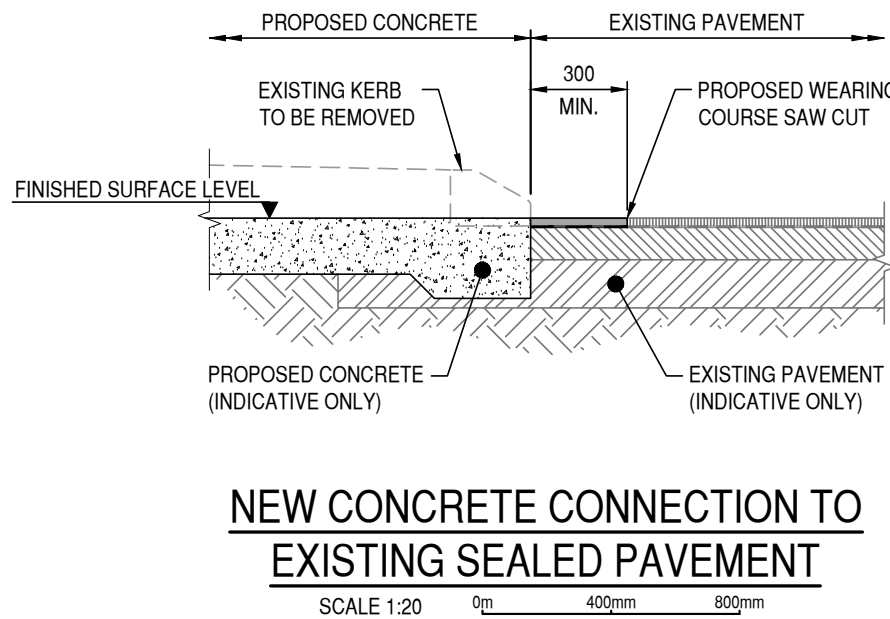 PROPOSED CONCRETE
EXISTING PAVEMENT
EXISTING KERB
TO BE REMOVED
300
MIN.
PROPOSED WEARING
COURSE SAW CUT
FINISHED SURFACE LEVEL
PROPOSED CONCRETE
(INDICATIVE ONLY)
EXISTING PAVEMENT
(INDICATIVE ONLY)
NEW CONCRETE CONNECTION TO
EXISTING SEALED PAVEMENT
SCALE 1:20
0m 400mm 800mm